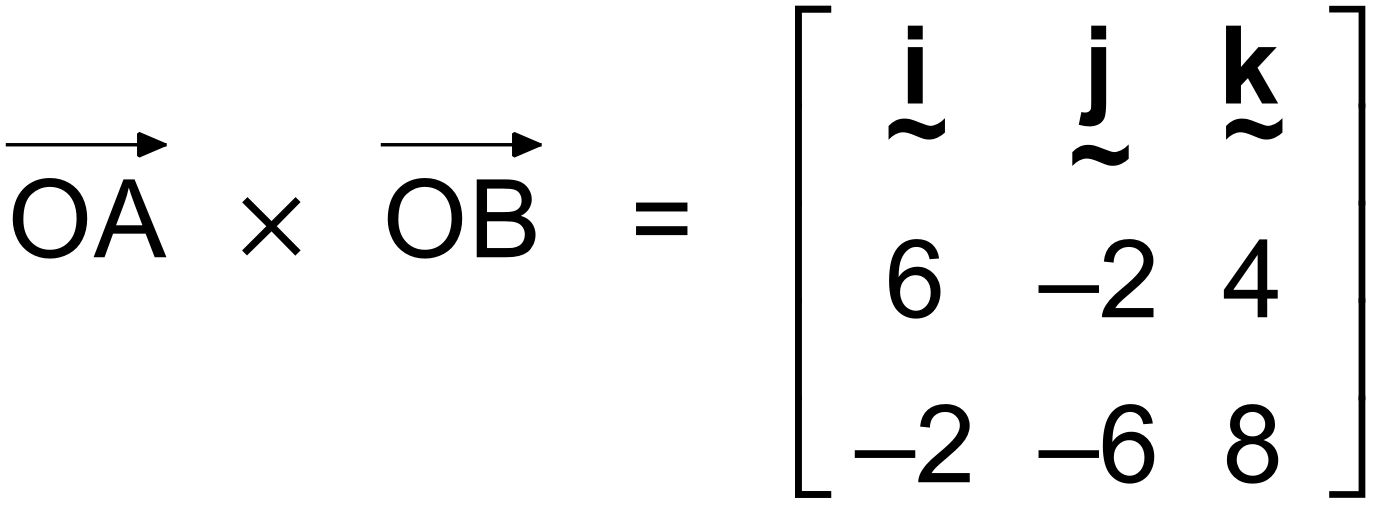 i j k
~ ~ ~
OA × OB =
6 –2 4
–2 –6 8